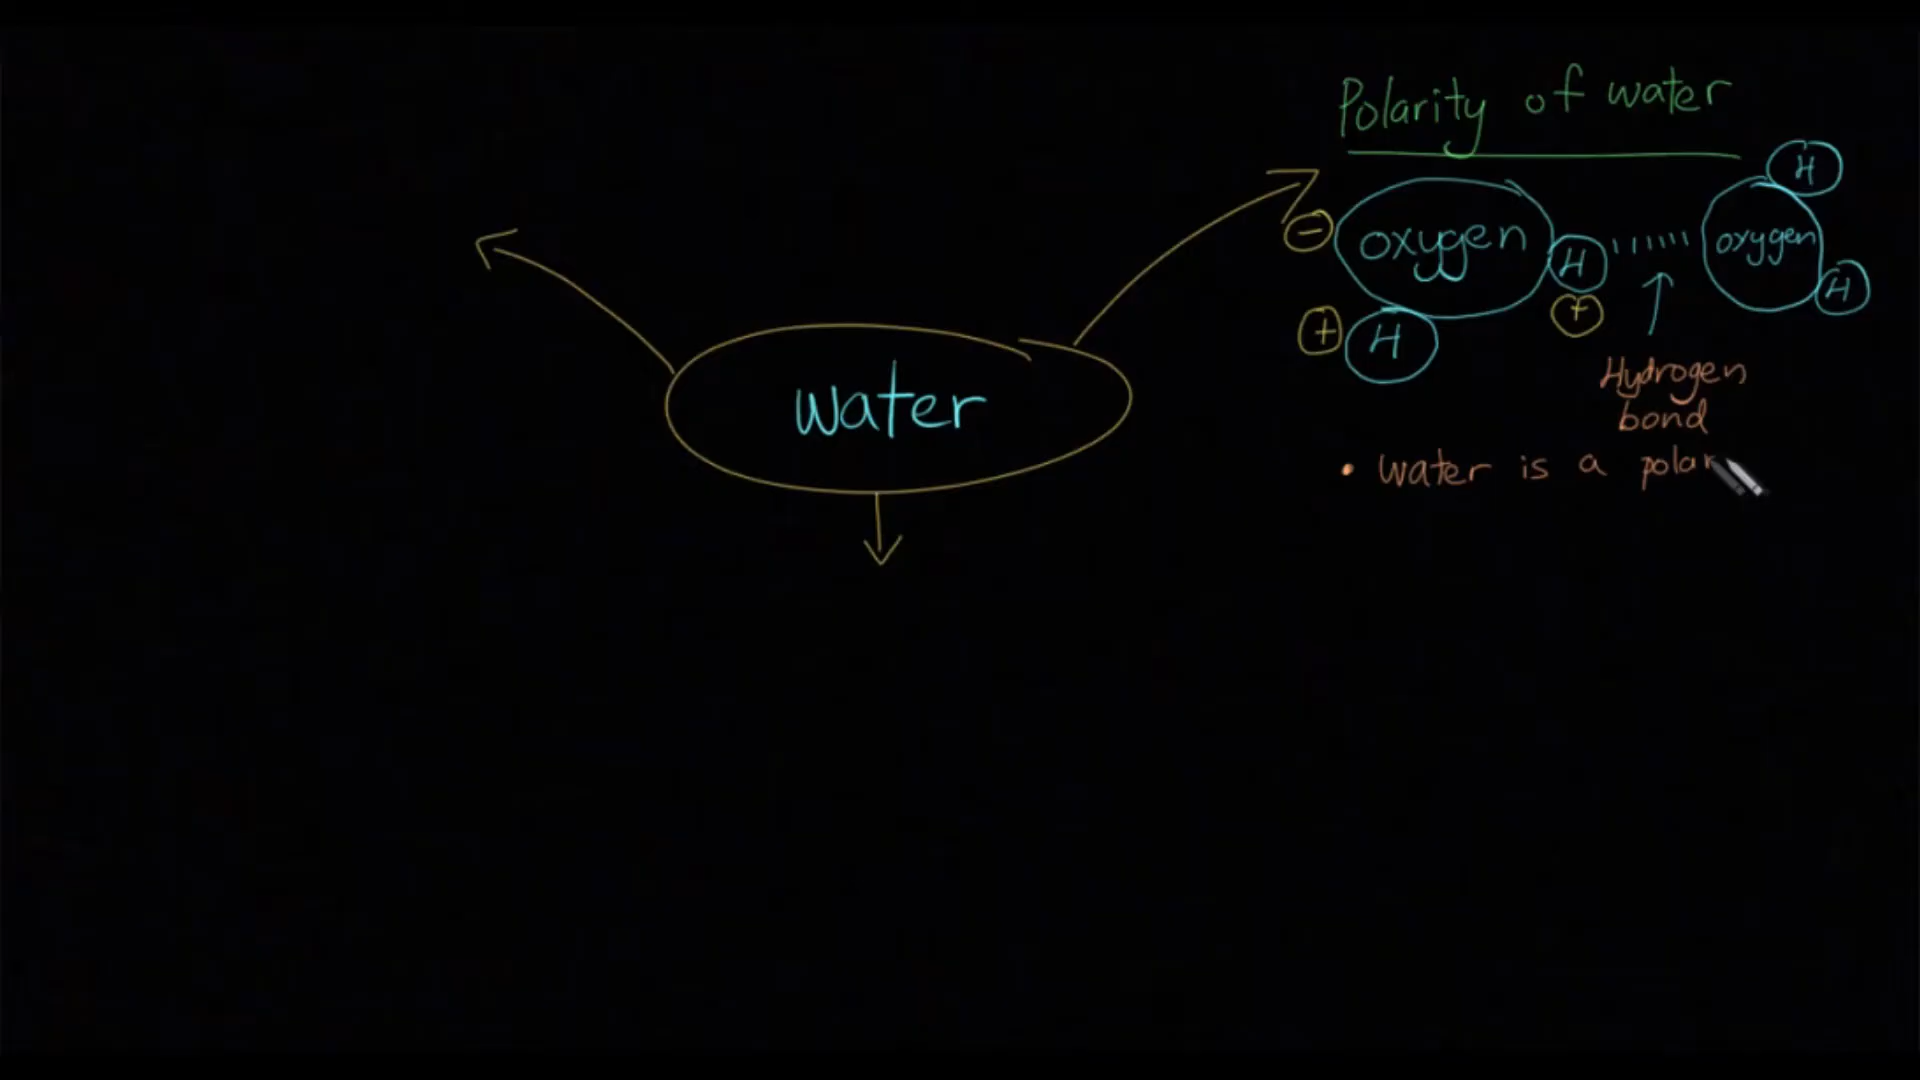 Polarity of water
H
oxygen
H
oxygen
H
H
Hydrogen
bond
water
• water is a polar